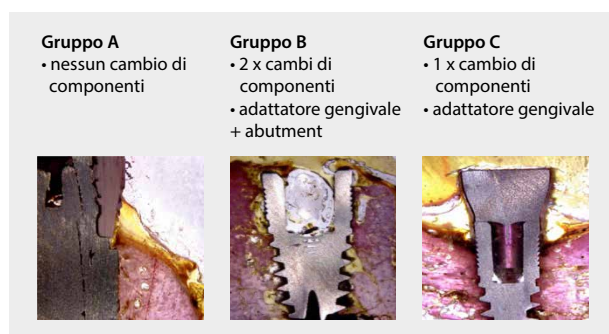 Gruppo A
• nessun cambio di
componenti
Gruppo B
• 2 x cambi di
componenti
• adattatore gengivale
+ abutment
Gruppo C
• 1 x cambio di
componenti
• adattatore gengivale